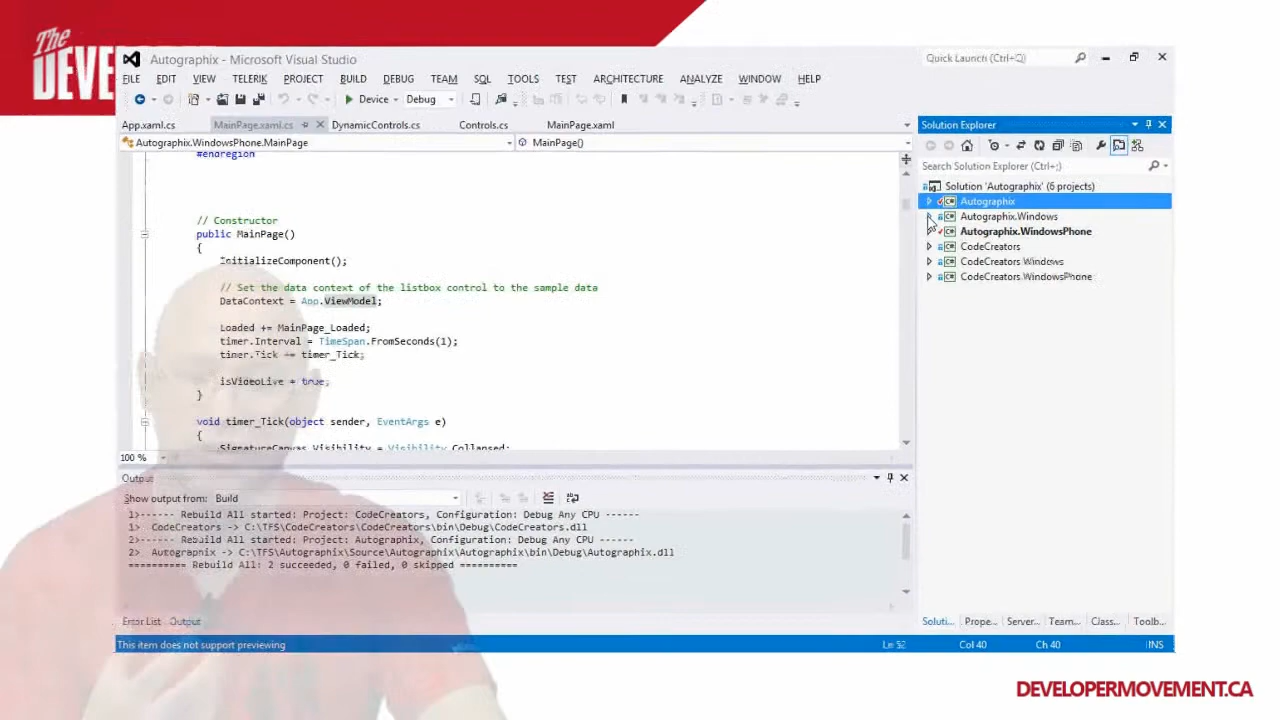 The
DEVE
Autographix - Microsoft Visual Studio
Quick Launch (Ctrl+Q)
FILE EDIT VIEW TELERIK PROJECT BUILD DEBUG TEAM SQL TOOLS TEST ARCHITECTURE ANALYZE WINDOW HELP
Device Debug
App.xaml.cs MainPage.xaml.cs DynamicControls.cs Controls.cs MainPage.xaml
Autographix.WindowsPhone.MainPage MainPage()
#endregion
// Constructor
public MainPage()
{
InitializeComponent();
// Set the data context of the listbox control to the sample data
DataContext = App.ViewModel;
Loaded += MainPage_Loaded;
timer.Interval = TimeSpan.FromSeconds(1);
timer.Tick += timer_Tick;
isVideoLive = true;
}
void timer_Tick(object sender, EventArgs e)
{
SignatureCanvas.Visibility = Visibility.Collapsed;
100 %
Output
Show output from: Build
1>------ Rebuild All started: Project: CodeCreators, Configuration: Debug Any CPU ------
1> CodeCreators -> C:\TFS\CodeCreators\CodeCreators\bin\Debug\CodeCreators.dll
2>------ Rebuild All started: Project: Autographix, Configuration: Debug Any CPU ------
2> Autographix -> C:\TFS\Autographix\Source\Autographix\Autographix\bin\Debug\Autographix.dll
========== Rebuild All: 2 succeeded, 0 failed, 0 skipped ==========
Error List Output
Solution Explorer
Search Solution Explorer (Ctrl+;)
Solution 'Autographix' (6 projects)
Autographix
Autographix.Windows
Autographix.WindowsPhone
CodeCreators
CodeCreators.Windows
CodeCreators.WindowsPhone
Soluti... Prope... Server... Team... Class... Toolb...
This item does not support previewing Ln 52 Col 40 Ch 40 INS
DEVELOPERMOVEMENT.CA